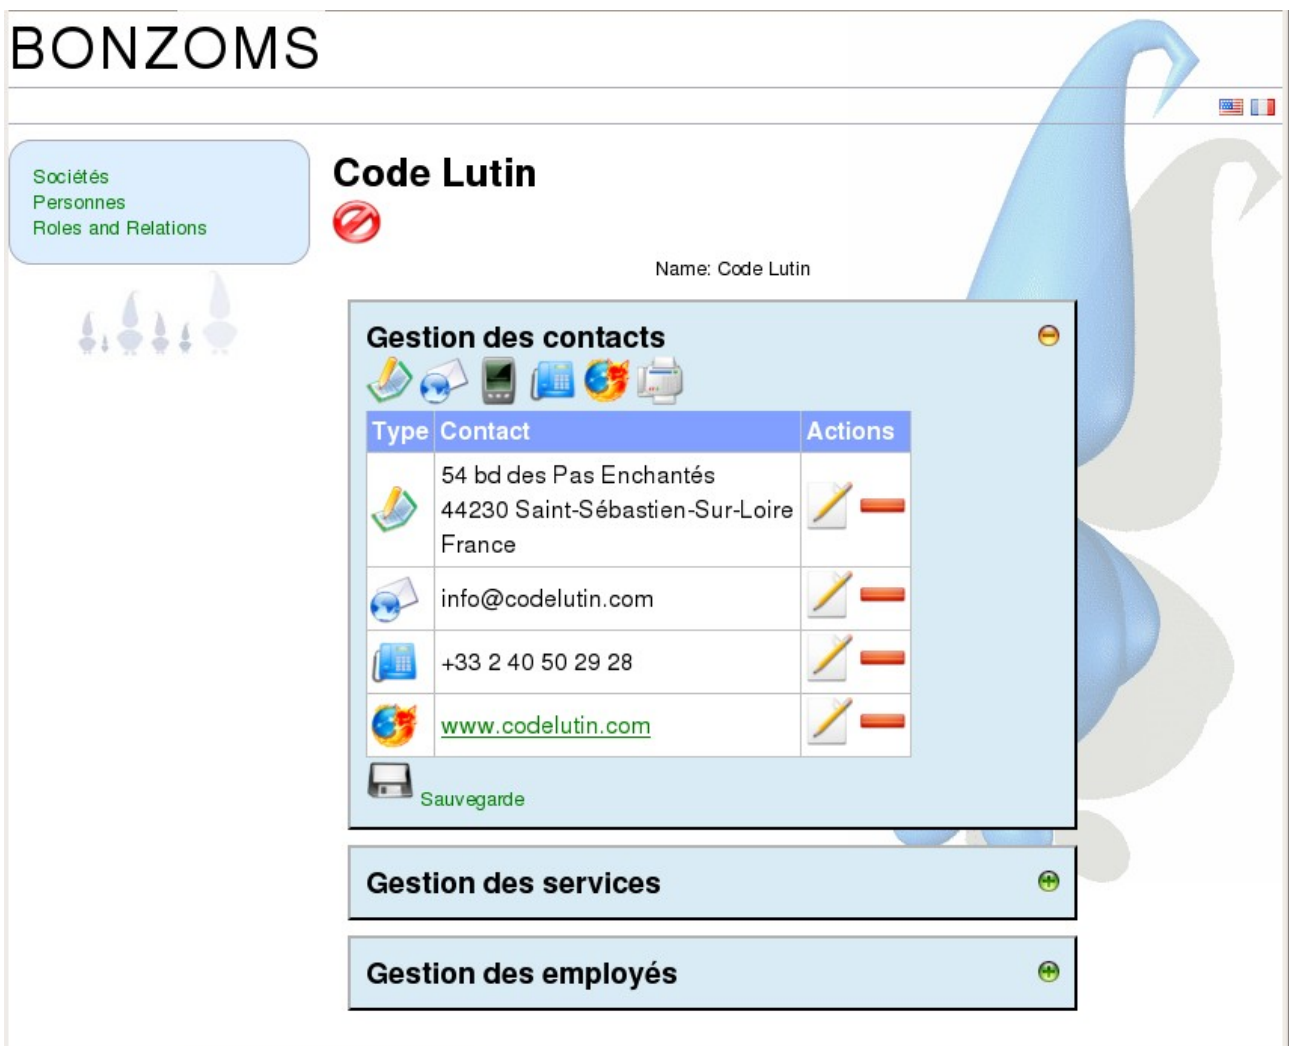 BONZOMS
Sociétés
Personnes
Roles and Relations
Code Lutin
Name: Code Lutin
Gestion des contacts
Type Contact Actions
54 bd des Pas Enchantés
44230 Saint-Sébastien-Sur-Loire
France
info@codelutin.com
+33 2 40 50 29 28
www.codelutin.com
Sauvegarde
Gestion des services
Gestion des employés